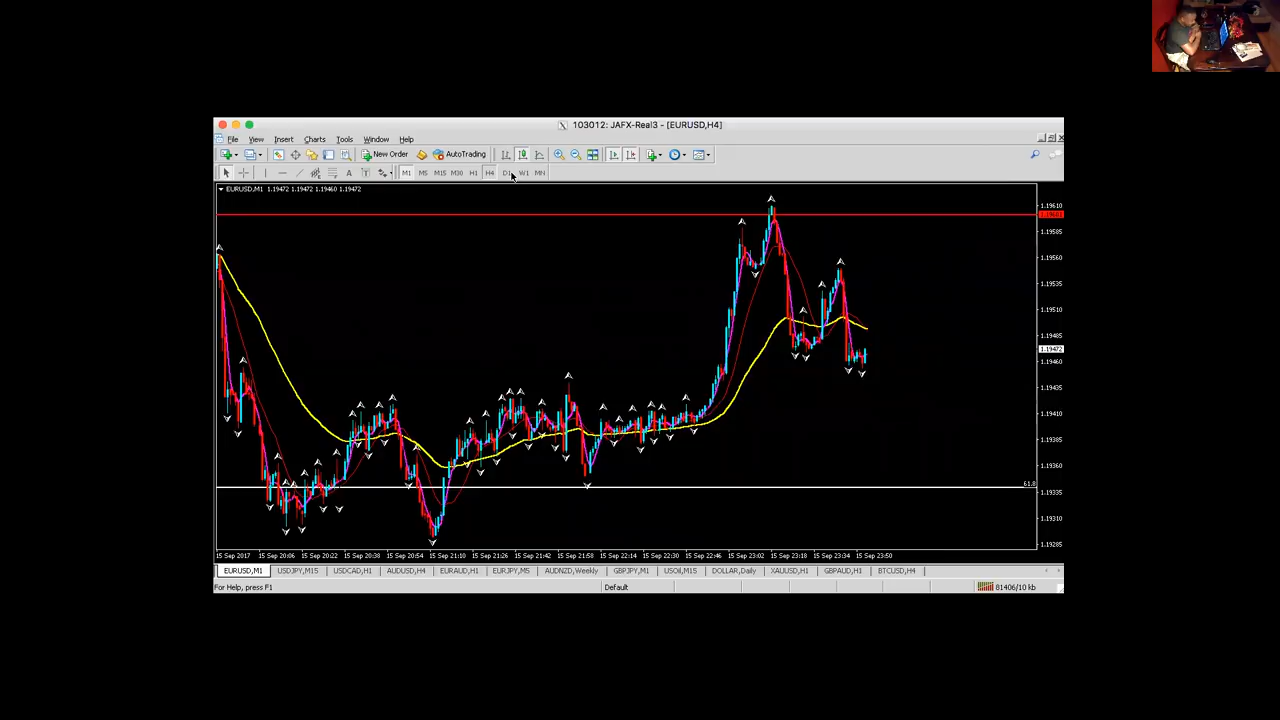 103012: JAFX-Real3 - [EURUSD,H4]
File View Insert Charts Tools Window Help
New Order AutoTrading
A T M1 M5 M15 M30 H1 H4 D1 W1 MN
EURUSD,M1 1.19472 1.19472 1.19460 1.19472
1.19610
1.19601
1.19585
1.19560
1.19535
1.19510
1.19485
1.19472
1.19460
1.19435
1.19410
1.19385
1.19360
61.8
1.19335
1.19310
1.19285
15 Sep 2017 15 Sep 20:06 15 Sep 20:22 15 Sep 20:38 15 Sep 20:54 15 Sep 21:10 15 Sep 21:26 15 Sep 21:42 15 Sep 21:58 15 Sep 22:14 15 Sep 22:30 15 Sep 22:46 15 Sep 23:02 15 Sep 23:18 15 Sep 23:34 15 Sep 23:50
EURUSD,M1 USDJPY,M15 USDCAD,H1 AUDUSD,H4 EURAUD,H1 EURJPY,M5 AUDNZD,Weekly GBPJPY,M1 USOil,M15 DOLLAR,Daily XAUUSD,H1 GBPAUD,H1 BTCUSD,H4
For Help, press F1 Default 81406/10 kb